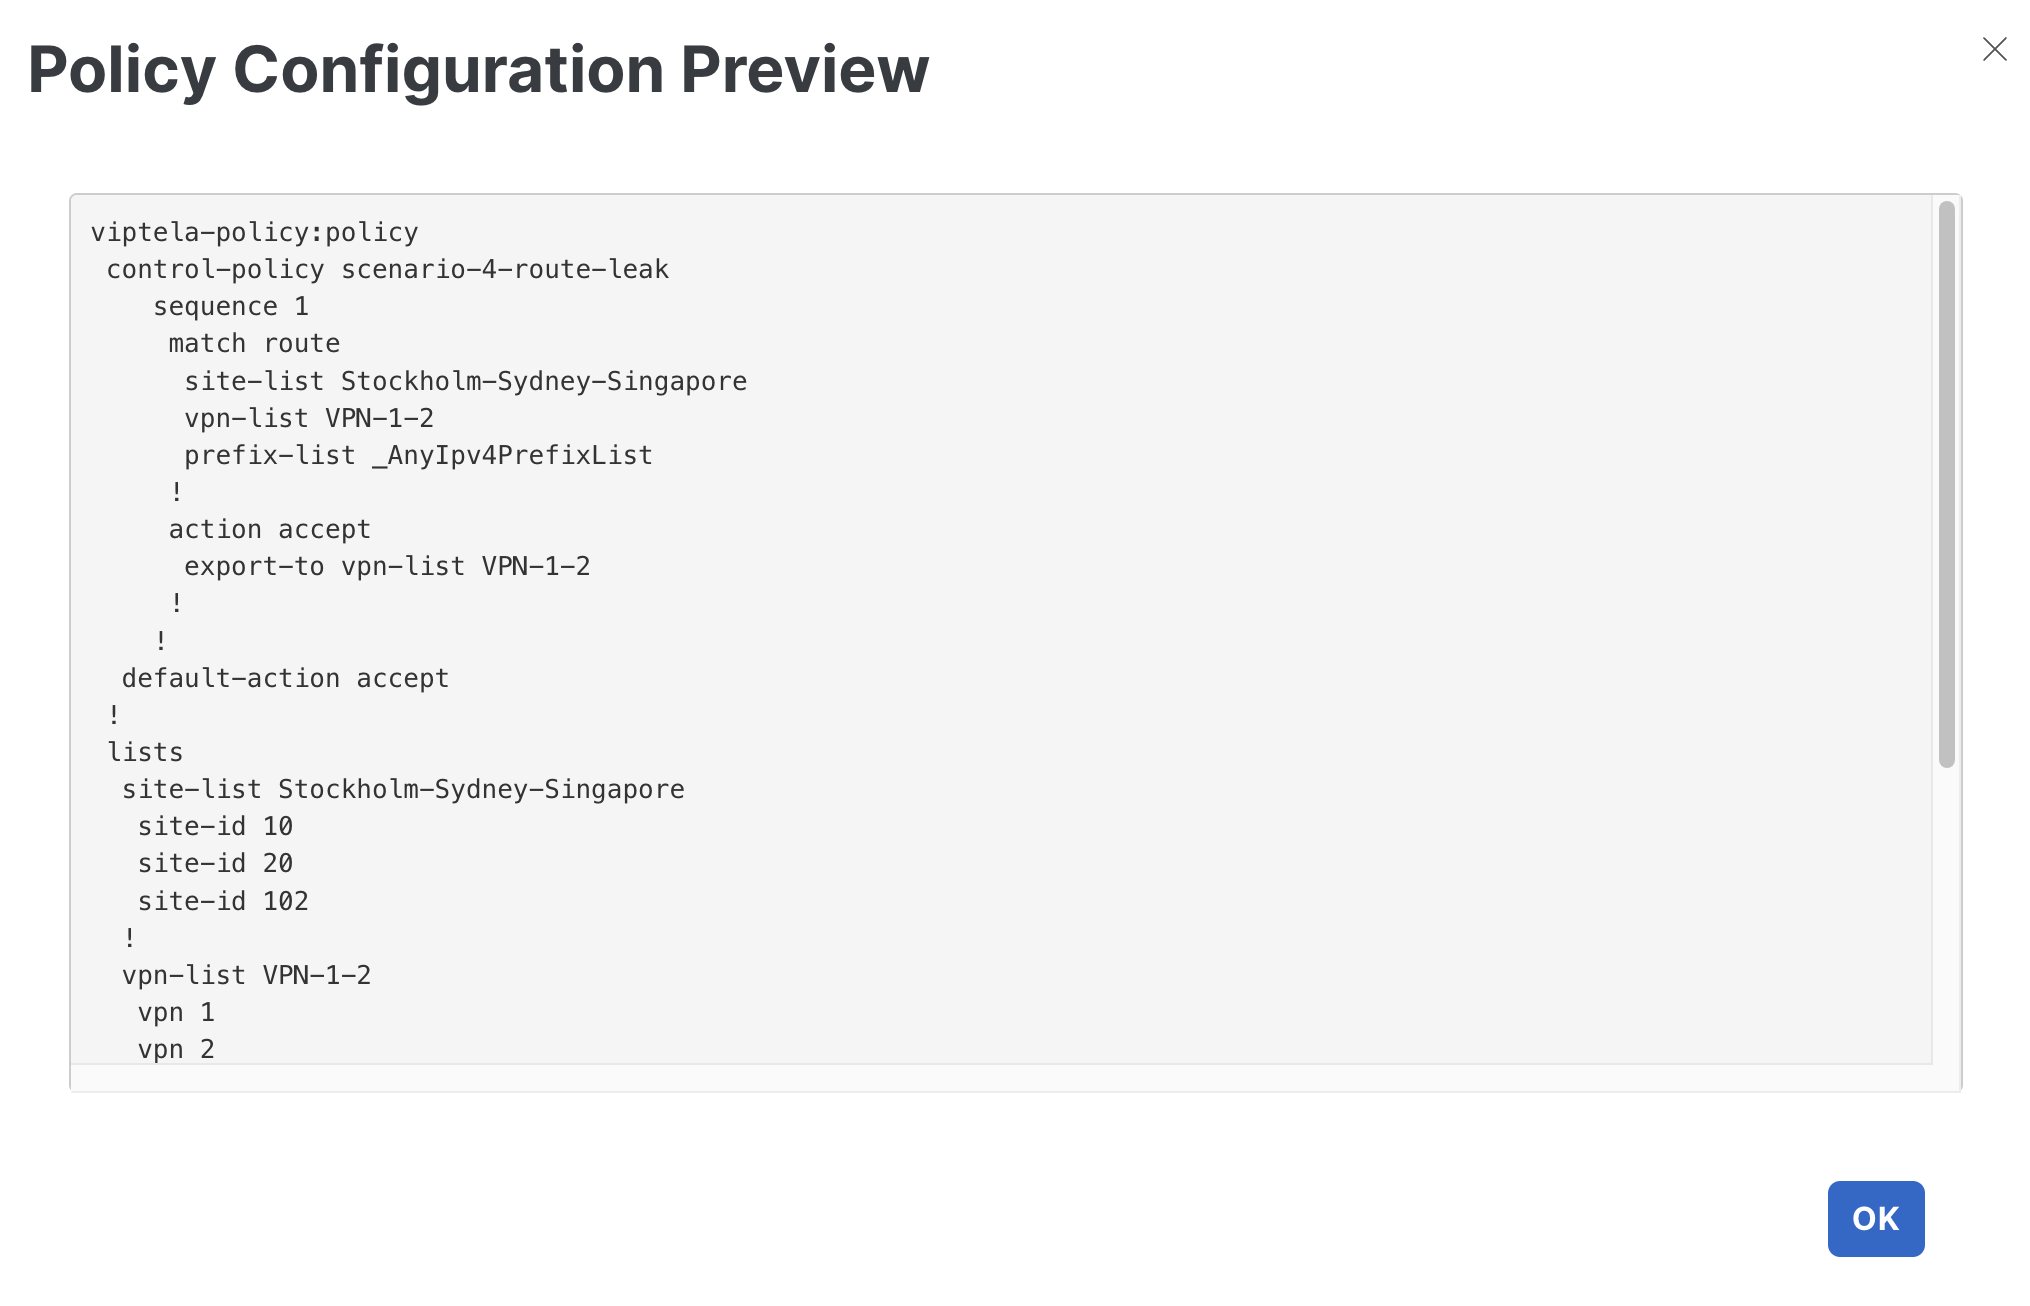 Policy Configuration Preview
viptela-policy:policy
 control-policy scenario-4-route-leak
    sequence 1
     match route
      site-list Stockholm-Sydney-Singapore
      vpn-list VPN-1-2
      prefix-list _AnyIpv4PrefixList
     !
     action accept
      export-to vpn-list VPN-1-2
     !
    !
  default-action accept
 !
 lists
  site-list Stockholm-Sydney-Singapore
   site-id 10
   site-id 20
   site-id 102
  !
  vpn-list VPN-1-2
   vpn 1
   vpn 2
OK